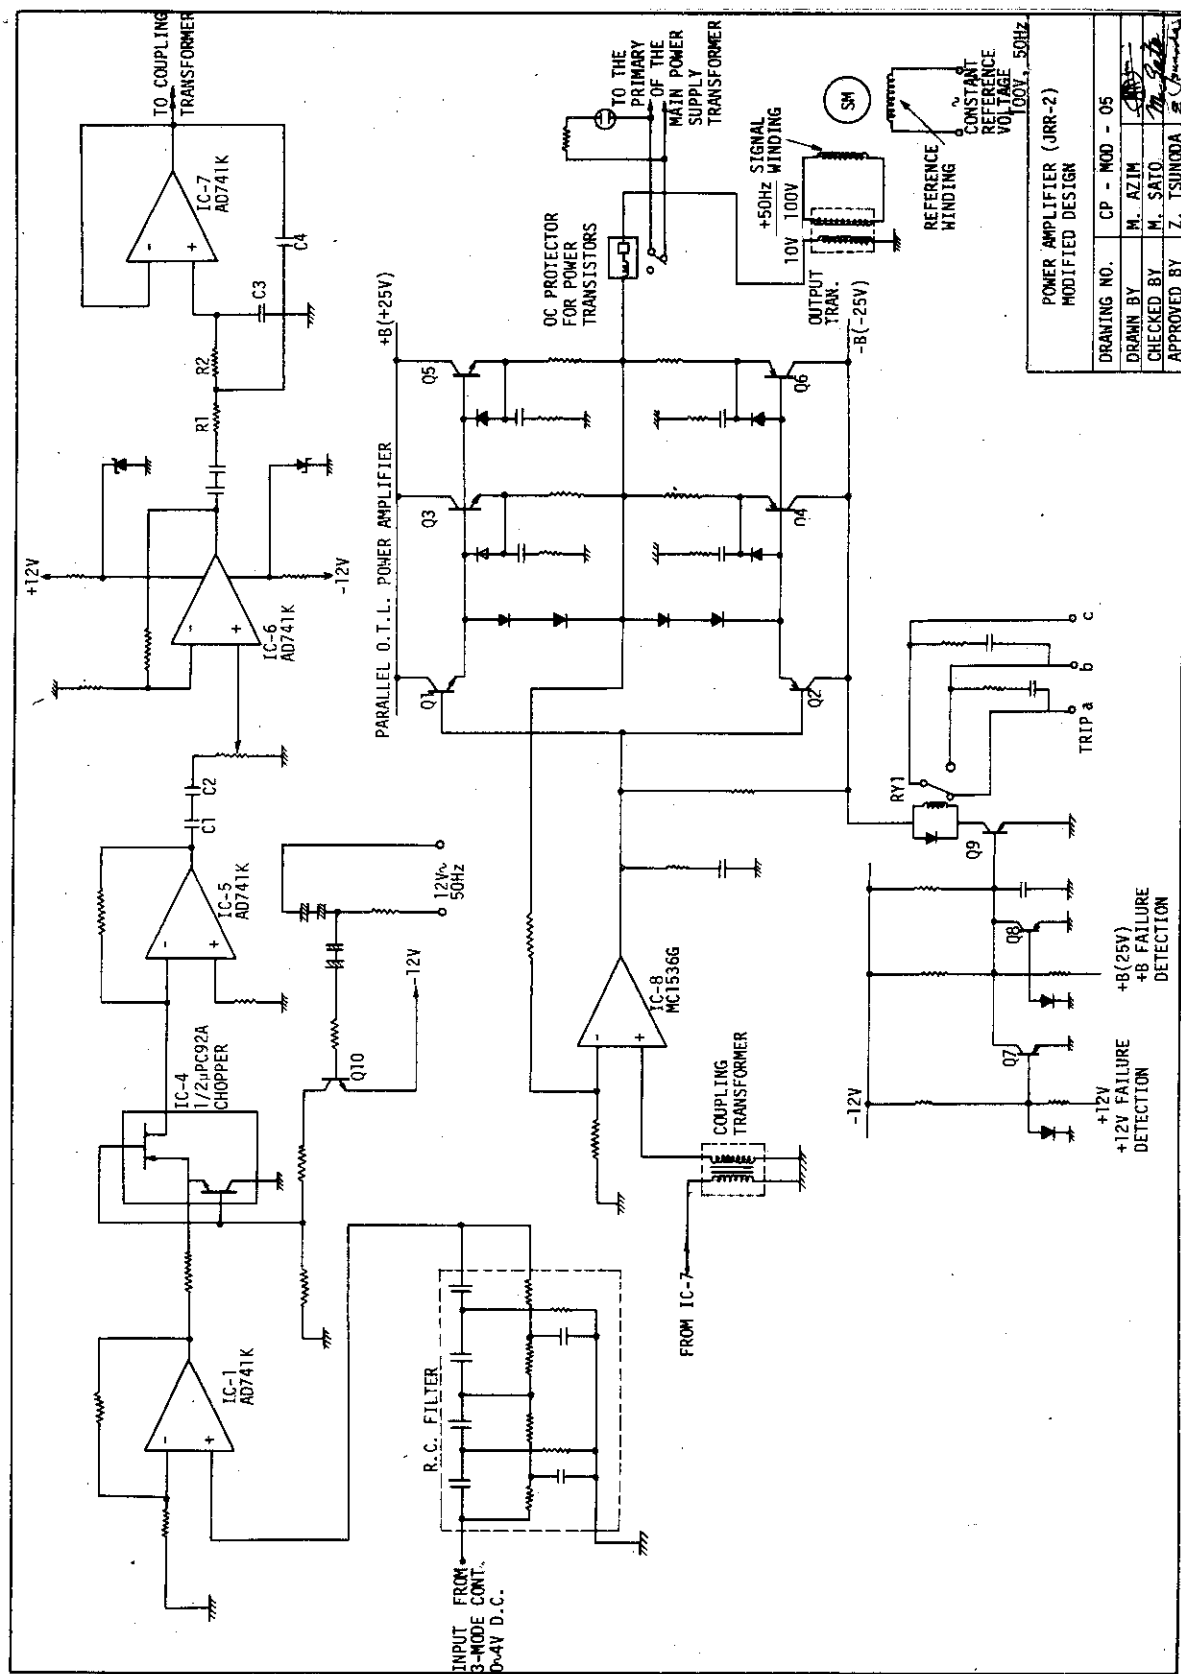 TO COUPLING
TRANSFORMER
IC-7
AD741K
C4
C3
R2
R1
+12V
-12V
IC-6
AD741K
C2
C1
IC-5
AD741K
12V~
50HZ
-12V
Q10
IC-4
1/2μPC92A
CHOPPER
IC-1
AD741K
R.C. FILTER
INPUT FROM
3-MODE CONT.
0~4V D.C.
PARALLEL O.T.L. POWER AMPLIFIER
+B(+25V)
Q1
Q3
Q5
Q2
Q4
Q6
-B(-25V)
OC PROTECTOR
FOR POWER
TRANSISTORS
TO THE
PRIMARY
OF THE
MAIN POWER
SUPPLY
TRANSFORMER
OUTPUT
TRAN.
10V
100V
+50Hz SIGNAL
WINDING
SM
REFERENCE
WINDING
CONSTANT
REFERENCE
VOLTAGE
100V, 50Hz
IC-8
MC1536G
COUPLING
TRANSFORMER
FROM IC-7
RY1
TRIP a
b
c
Q9
Q8
Q7
-12V
+12V
+12V FAILURE
DETECTION
+B(25V)
+B FAILURE
DETECTION
POWER AMPLIFIER (JRR-2)
MODIFIED DESIGN
DRAWING NO. CP - MOD - 05
DRAWN BY M. AZIM
CHECKED BY M. SATO M. Sato
APPROVED BY Z. TSUNODA